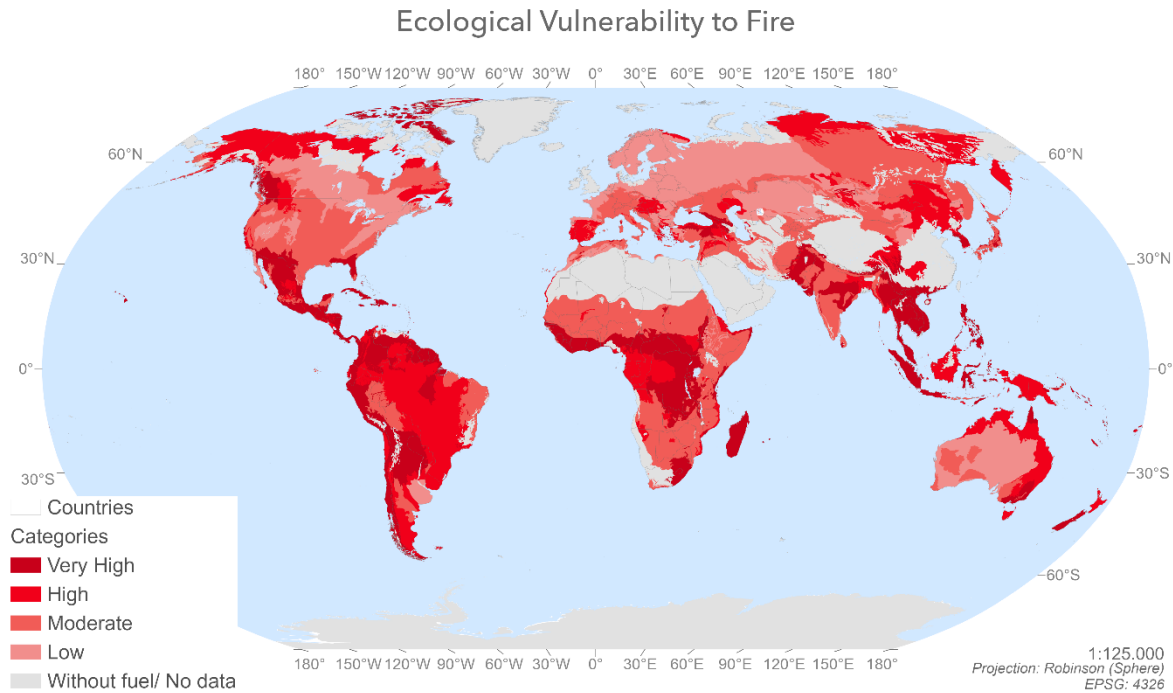 Ecological Vulnerability to Fire
180° 150°W 120°W 90°W 60°W 30°W 0° 30°E 60°E 90°E 120°E 150°E 180°
60°N 60°N
30°N 30°N
0° 0°
30°S 30°S
60°S
Countries
Categories
Very High
High
Moderate
Low
Without fuel/ No data
180° 150°W 120°W 90°W 60°W 30°W 0° 30°E 60°E 90°E 120°E 150°E 180°
1:125.000
Projection: Robinson (Sphere)
EPSG: 4326